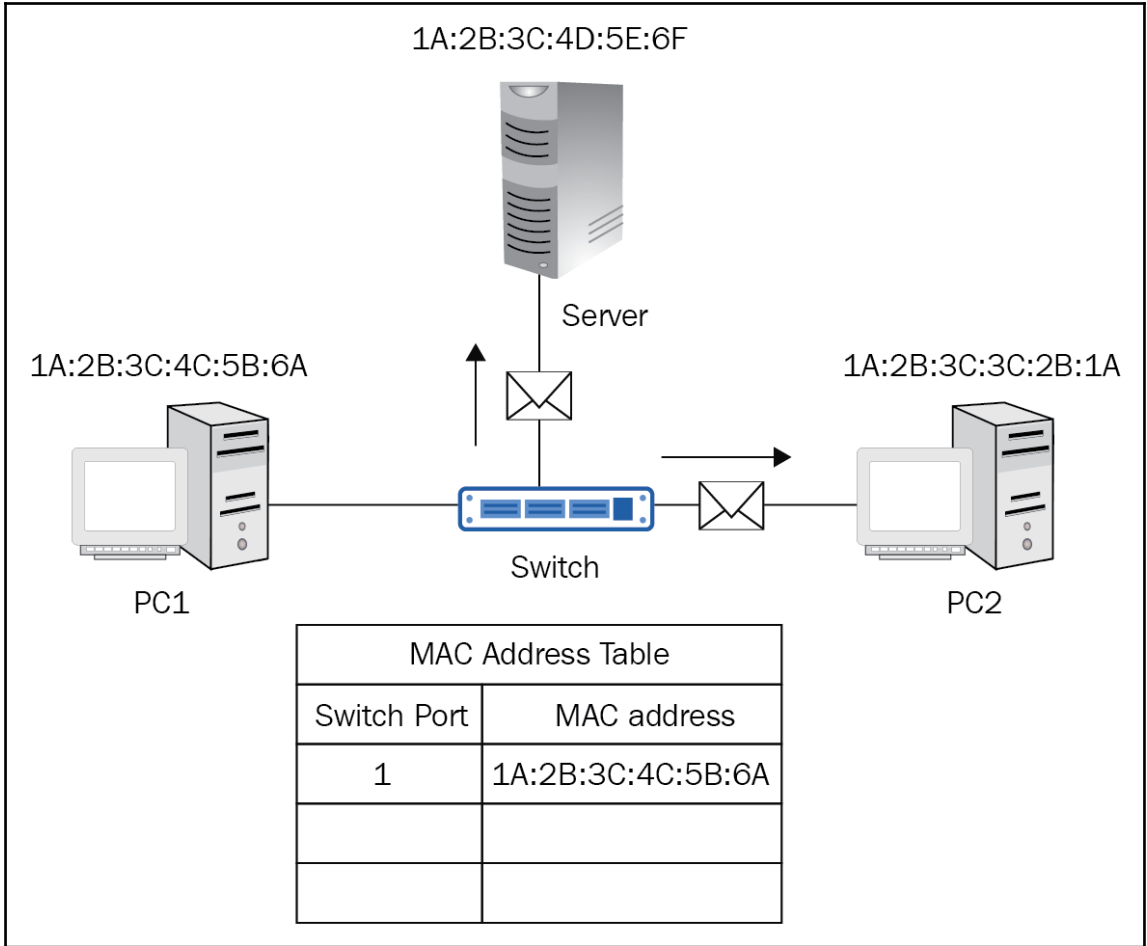 1A:2B:3C:4D:5E:6F
Server
1A:2B:3C:4C:5B:6A
1A:2B:3C:3C:2B:1A
Switch
PC1
PC2
MAC Address Table
Switch Port MAC address
1 1A:2B:3C:4C:5B:6A